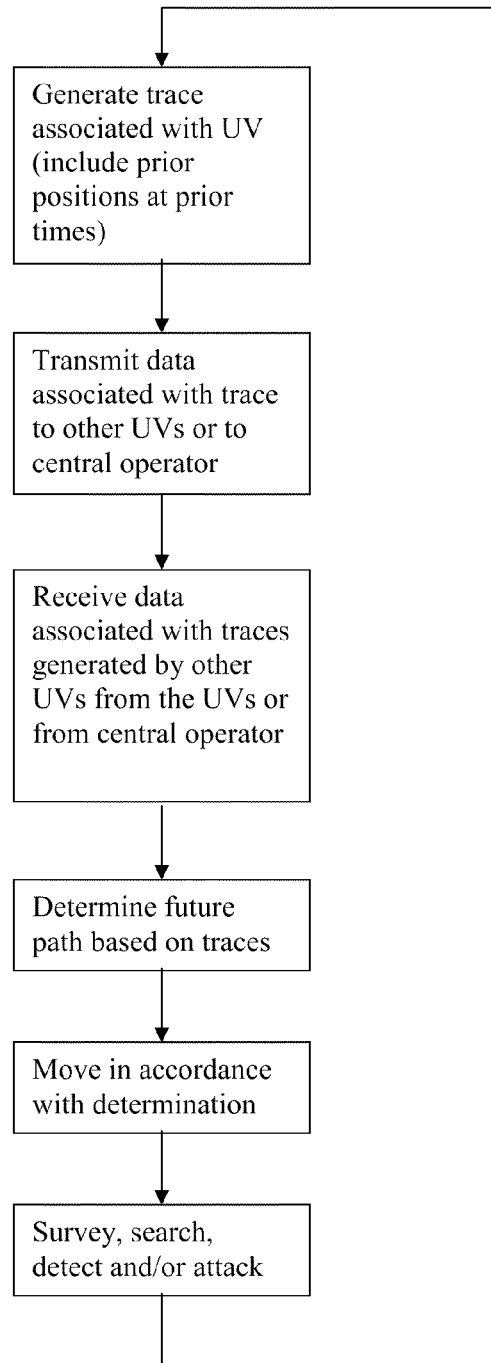 Generate trace
associated with UV
(include prior
positions at prior
times)
Transmit data
associated with trace
to other UVs or to
central operator
Receive data
associated with traces
generated by other
UVs from the UVs or
from central operator
Determine future
path based on traces
Move in accordance
with determination
Survey, search,
detect and/or attack